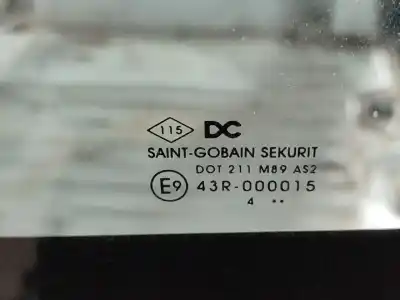 115 DC
SAINT-GOBAIN SEKURIT
DOT 211 M89 AS2
E9 43R-000015
4 **